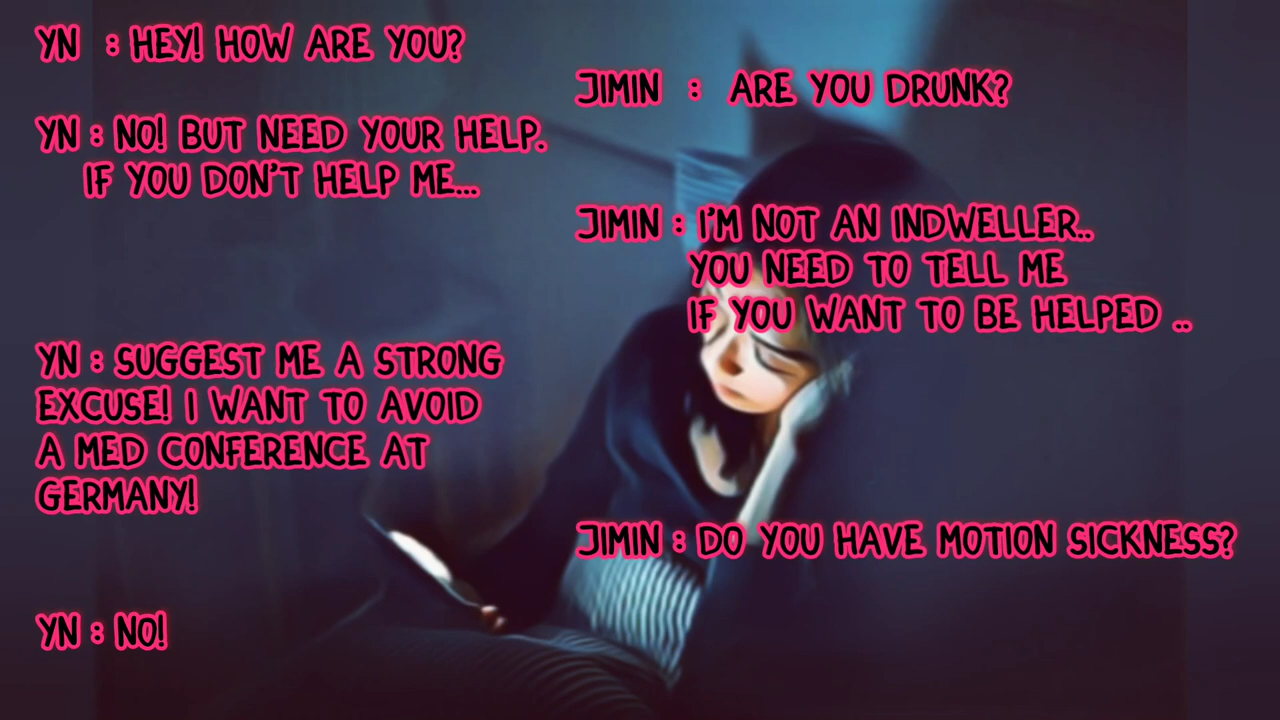 YN : HEY! HOW ARE YOU?
JIMIN : ARE YOU DRUNK?
YN : NO! BUT NEED YOUR HELP.
IF YOU DON'T HELP ME...
JIMIN : I'M NOT AN INDWELLER..
YOU NEED TO TELL ME
IF YOU WANT TO BE HELPED ..
YN : SUGGEST ME A STRONG
EXCUSE! I WANT TO AVOID
A MED CONFERENCE AT
GERMANY!
JIMIN : DO YOU HAVE MOTION SICKNESS?
YN : NO!